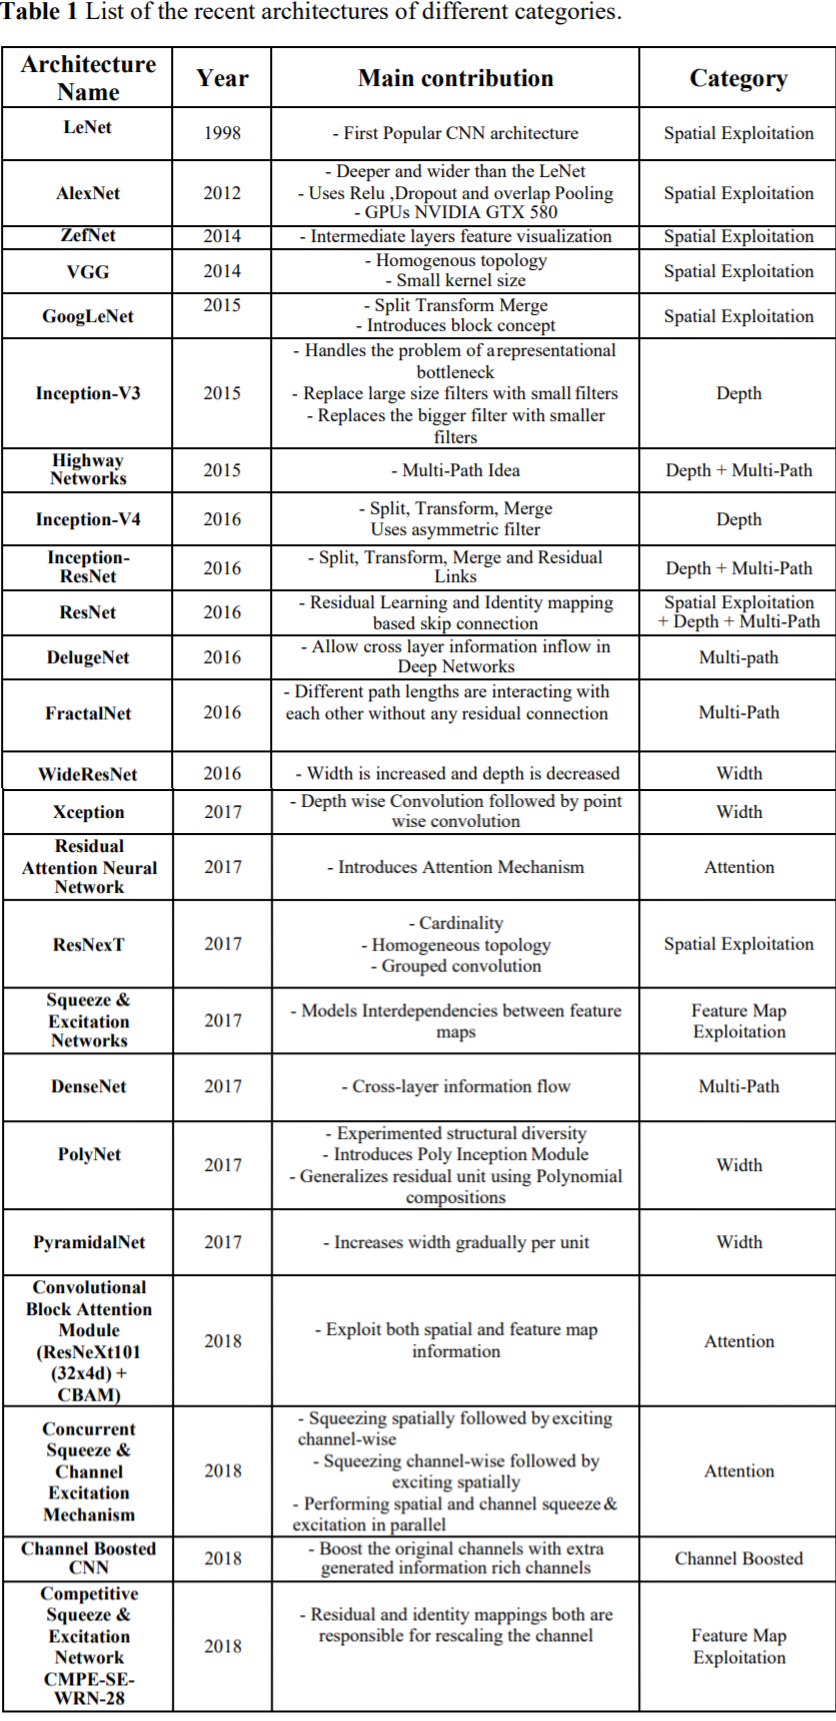 Table 1 List of the recent architectures of different categories.
Architecture
Name
Year
Main contribution
Category
LeNet
1998
- First Popular CNN architecture
Spatial Exploitation
AlexNet
2012
- Deeper and wider than the LeNet
- Uses Relu ,Dropout and overlap Pooling
- GPUs NVIDIA GTX 580
Spatial Exploitation
ZefNet
2014
- Intermediate layers feature visualization
Spatial Exploitation
VGG
2014
- Homogenous topology
- Small kernel size
Spatial Exploitation
GoogLeNet
2015
- Split Transform Merge
- Introduces block concept
Spatial Exploitation
Inception-V3
2015
- Handles the problem of a representational
bottleneck
- Replace large size filters with small filters
- Replaces the bigger filter with smaller
filters
Depth
Highway
Networks
2015
- Multi-Path Idea
Depth + Multi-Path
Inception-V4
2016
- Split, Transform, Merge
Uses asymmetric filter
Depth
Inception-
ResNet
2016
- Split, Transform, Merge and Residual
Links
Depth + Multi-Path
ResNet
2016
- Residual Learning and Identity mapping
based skip connection
Spatial Exploitation
+ Depth + Multi-Path
DelugeNet
2016
- Allow cross layer information inflow in
Deep Networks
Multi-path
FractalNet
2016
- Different path lengths are interacting with
each other without any residual connection
Multi-Path
WideResNet
2016
- Width is increased and depth is decreased
Width
Xception
2017
- Depth wise Convolution followed by point
wise convolution
Width
Residual
Attention Neural
Network
2017
- Introduces Attention Mechanism
Attention
ResNexT
2017
- Cardinality
- Homogeneous topology
- Grouped convolution
Spatial Exploitation
Squeeze &
Excitation
Networks
2017
- Models Interdependencies between feature
maps
Feature Map
Exploitation
DenseNet
2017
- Cross-layer information flow
Multi-Path
PolyNet
2017
- Experimented structural diversity
- Introduces Poly Inception Module
- Generalizes residual unit using Polynomial
compositions
Width
PyramidalNet
2017
- Increases width gradually per unit
Width
Convolutional
Block Attention
Module
(ResNeXt101
(32x4d) +
CBAM)
2018
- Exploit both spatial and feature map
information
Attention
Concurrent
Squeeze &
Channel
Excitation
Mechanism
2018
- Squeezing spatially followed by exciting
channel-wise
- Squeezing channel-wise followed by
exciting spatially
- Performing spatial and channel squeeze &
excitation in parallel
Attention
Channel Boosted
CNN
2018
- Boost the original channels with extra
generated information rich channels
Channel Boosted
Competitive
Squeeze &
Excitation
Network
CMPE-SE-
WRN-28
2018
- Residual and identity mappings both are
responsible for rescaling the channel
Feature Map
Exploitation